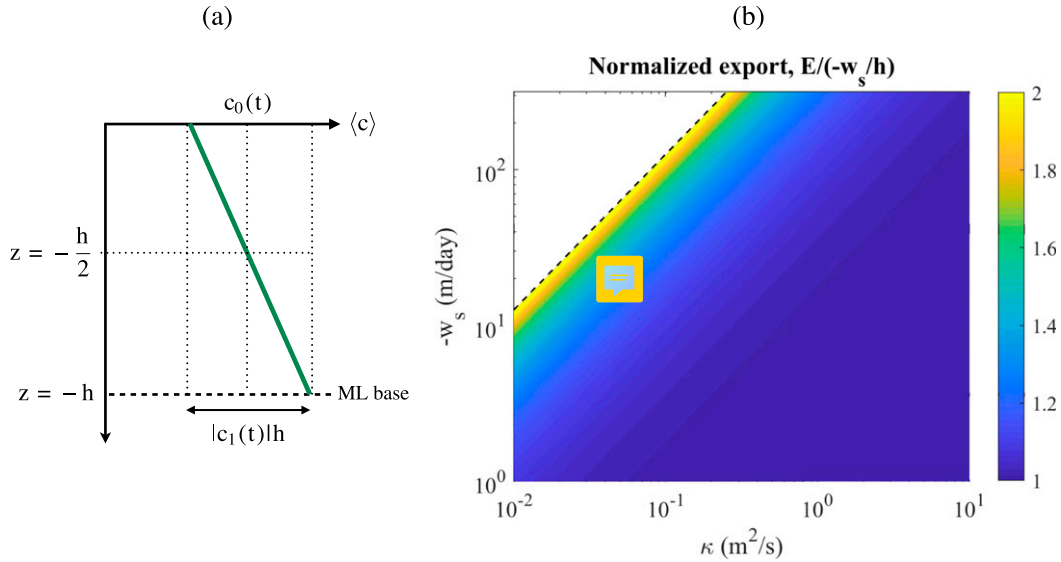 (a)
c₀(t)
⟨c⟩
z = − h/2
z = − h
ML base
|c₁(t)|h
(b)
Normalized export, E/(-wₛ/h)
-wₛ (m/day)
10²
10¹
10⁰
10⁻² 10⁻¹ 10⁰ 10¹
κ (m²/s)
2
1.8
1.6
1.4
1.2
1